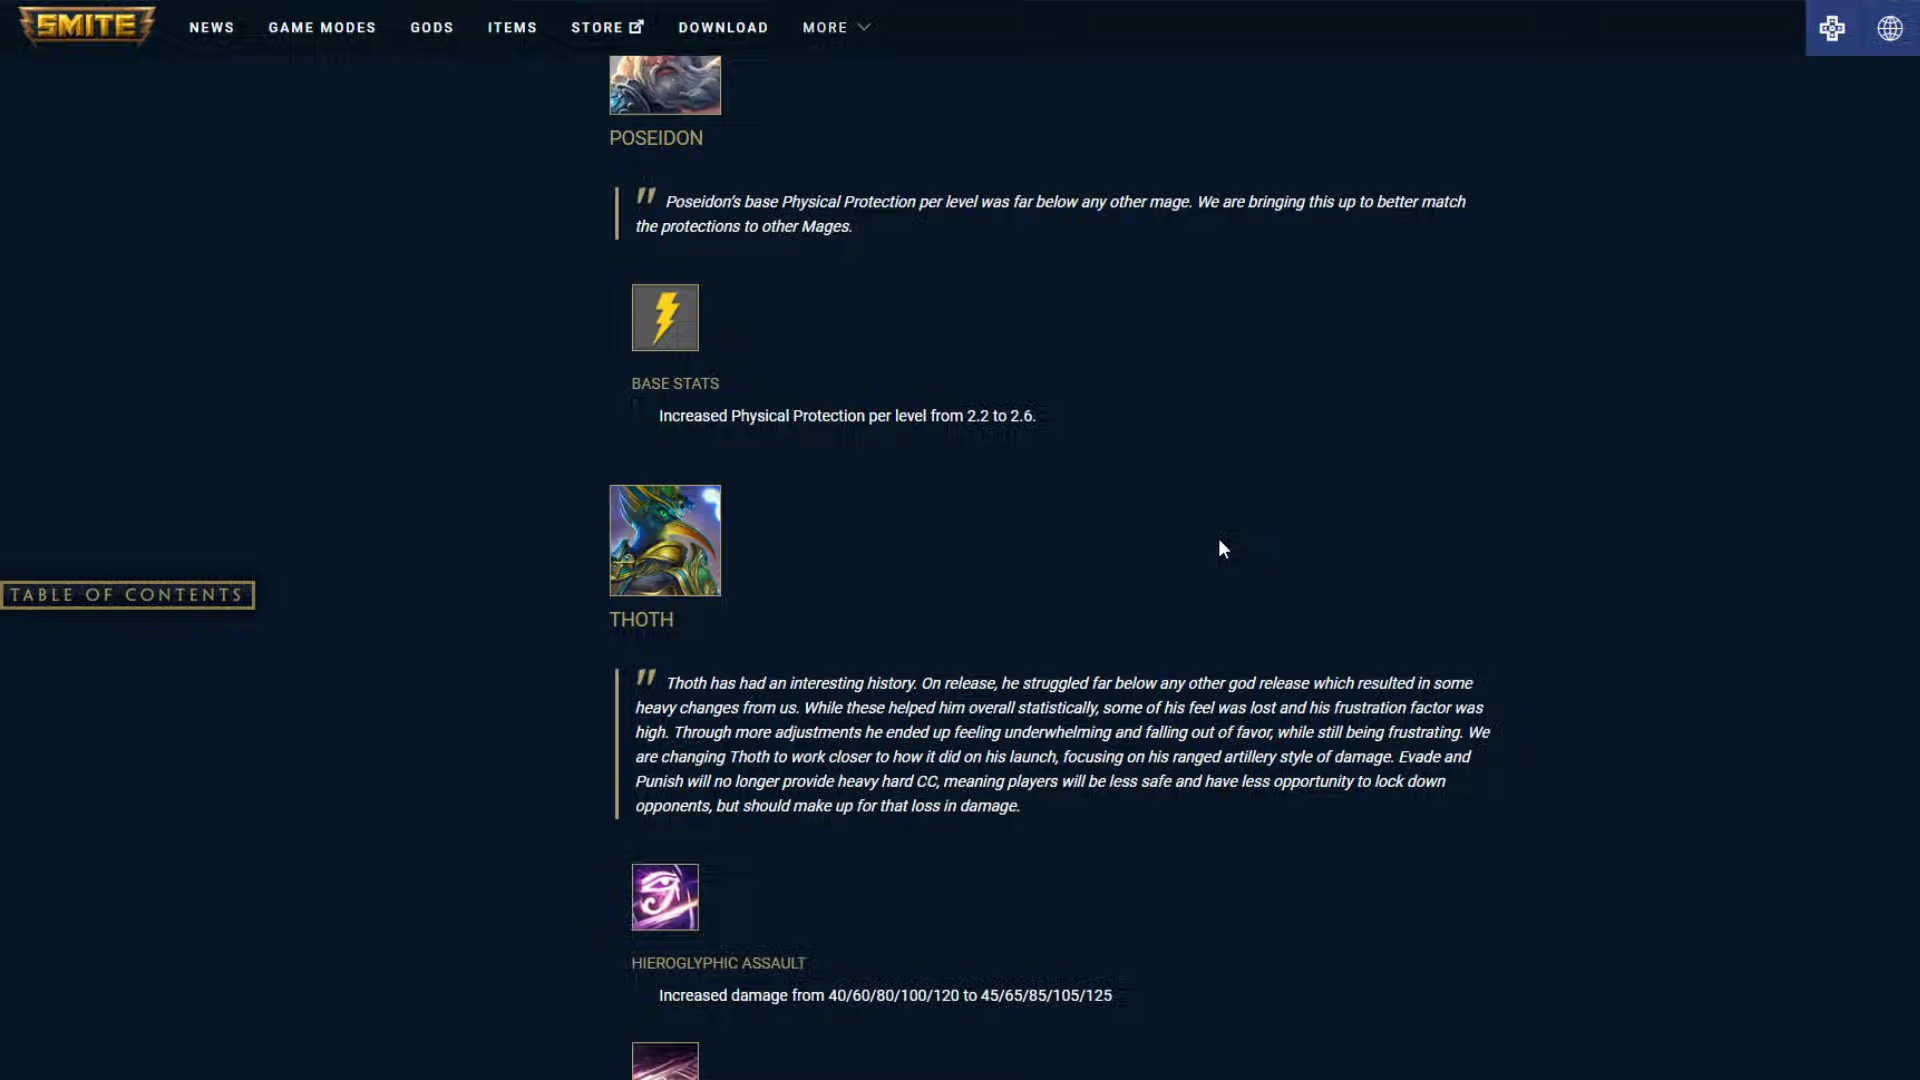 SMITE
NEWS
GAME MODES
GODS
ITEMS
STORE
DOWNLOAD
MORE
POSEIDON
" Poseidon's base Physical Protection per level was far below any other mage. We are bringing this up to better match
the protections to other Mages.
BASE STATS
Increased Physical Protection per level from 2.2 to 2.6.
TABLE OF CONTENTS
THOTH
" Thoth has had an interesting history. On release, he struggled far below any other god release which resulted in some
heavy changes from us. While these helped him overall statistically, some of his feel was lost and his frustration factor was
high. Through more adjustments he ended up feeling underwhelming and falling out of favor, while still being frustrating. We
are changing Thoth to work closer to how it did on his launch, focusing on his ranged artillery style of damage. Evade and
Punish will no longer provide heavy hard CC, meaning players will be less safe and have less opportunity to lock down
opponents, but should make up for that loss in damage.
HIEROGLYPHIC ASSAULT
Increased damage from 40/60/80/100/120 to 45/65/85/105/125